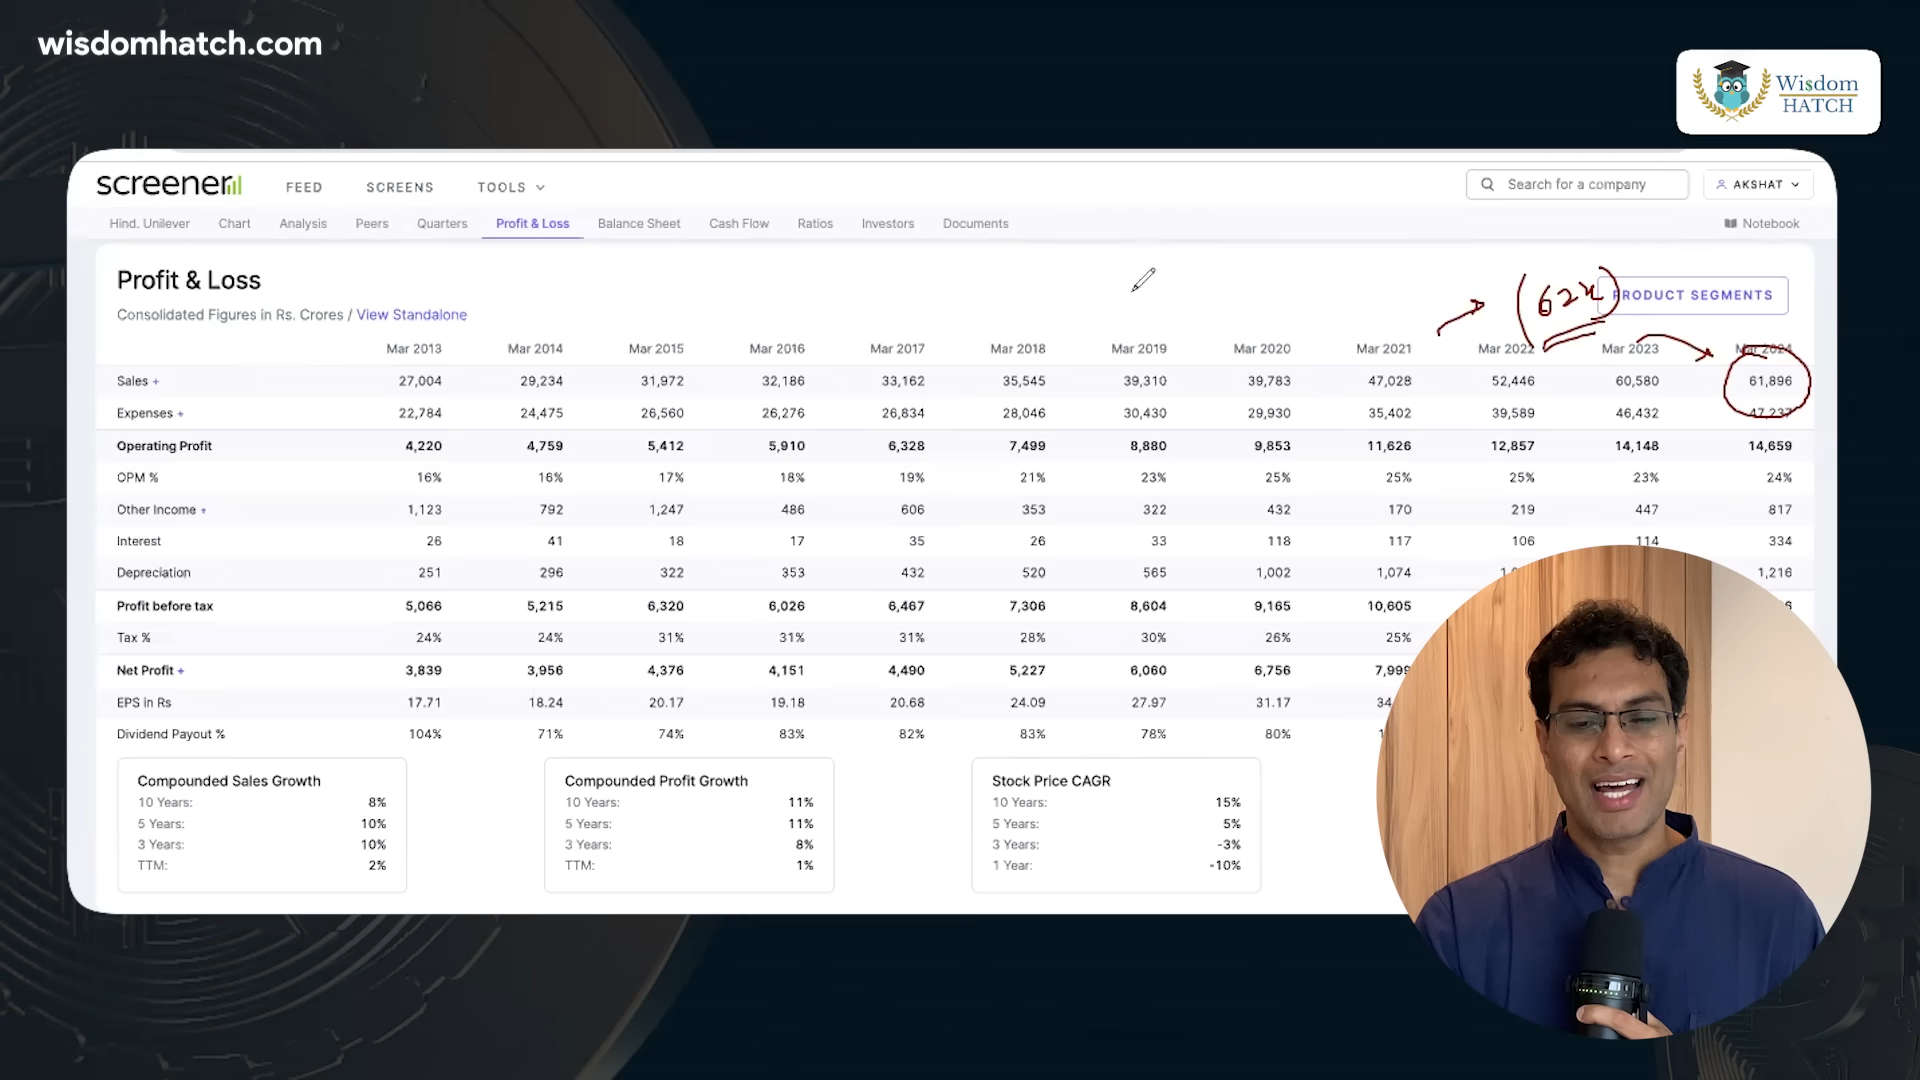 wisdomhatch.com
Wi$dom
HATCH
screener
FEED SCREENS TOOLS
Search for a company
AKSHAT
Hind. Unilever Chart Analysis Peers Quarters Profit & Loss Balance Sheet Cash Flow Ratios Investors Documents
Notebook
Profit & Loss
Consolidated Figures in Rs. Crores / View Standalone
PRODUCT SEGMENTS
Mar 2013 Mar 2014 Mar 2015 Mar 2016 Mar 2017 Mar 2018 Mar 2019 Mar 2020 Mar 2021 Mar 2022 Mar 2023 Mar 2024
Sales + 27,004 29,234 31,972 32,186 33,162 35,545 39,310 39,783 47,028 52,446 60,580 61,896
Expenses + 22,784 24,475 26,560 26,276 26,834 28,046 30,430 29,930 35,402 39,589 46,432 47,237
Operating Profit 4,220 4,759 5,412 5,910 6,328 7,499 8,880 9,853 11,626 12,857 14,148 14,659
OPM % 16% 16% 17% 18% 19% 21% 23% 25% 25% 25% 23% 24%
Other Income + 1,123 792 1,247 486 606 353 322 432 170 219 447 817
Interest 26 41 18 17 35 26 33 118 117 106 114 334
Depreciation 251 296 322 353 432 520 565 1,002 1,074 1,216
Profit before tax 5,066 5,215 6,320 6,026 6,467 7,306 8,604 9,165 10,605
Tax % 24% 24% 31% 31% 31% 28% 30% 26% 25%
Net Profit + 3,839 3,956 4,376 4,151 4,490 5,227 6,060 6,756 7,999
EPS in Rs 17.71 18.24 20.17 19.18 20.68 24.09 27.97 31.17
Dividend Payout % 104% 71% 74% 83% 82% 83% 78% 80%
Compounded Sales Growth
10 Years: 8%
5 Years: 10%
3 Years: 10%
TTM: 2%
Compounded Profit Growth
10 Years: 11%
5 Years: 11%
3 Years: 8%
TTM: 1%
Stock Price CAGR
10 Years: 15%
5 Years: 5%
3 Years: -3%
1 Year: -10%